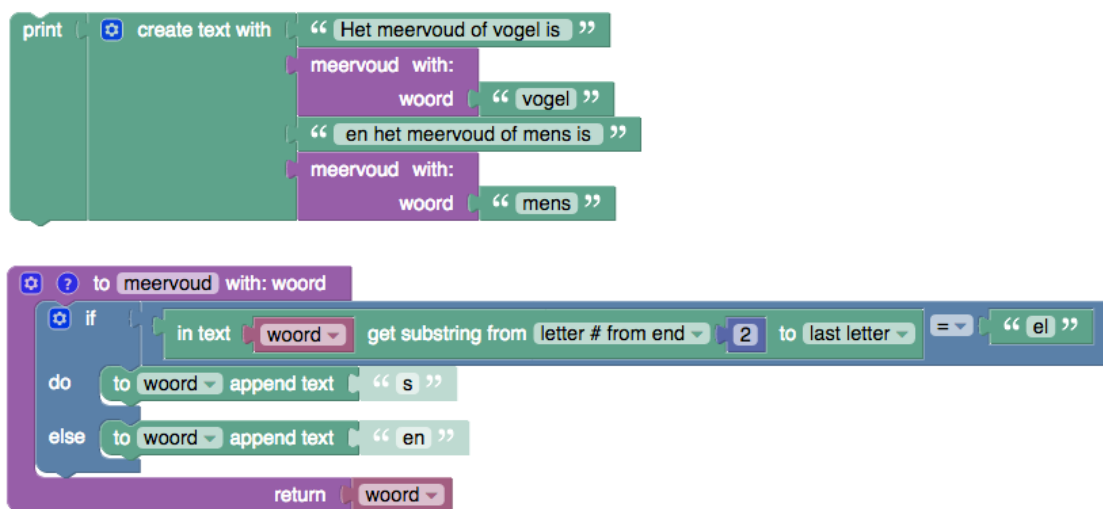 print create text with “ Het meervoud of vogel is ”
meervoud with:
woord “ vogel ”
“ en het meervoud of mens is ”
meervoud with:
woord “ mens ”
? to meervoud with: woord
if in text woord get substring from letter # from end 2 to last letter = “ el ”
do to woord append text “ s ”
else to woord append text “ en ”
return woord